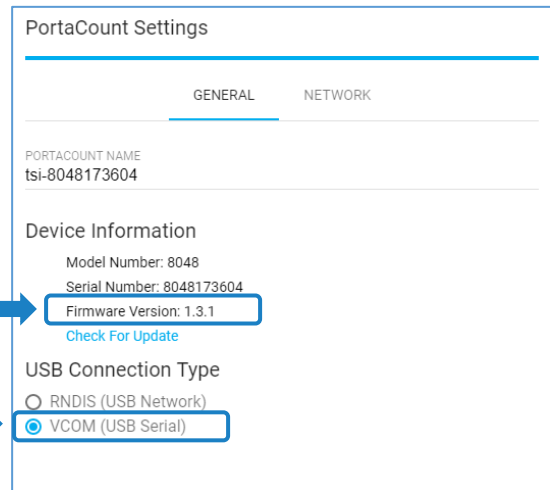 PortaCount Settings
GENERAL NETWORK
PORTACOUNT NAME
tsi-8048173604
Device Information
Model Number: 8048
Serial Number: 8048173604
Firmware Version: 1.3.1
Check For Update
USB Connection Type
RNDIS (USB Network)
VCOM (USB Serial)